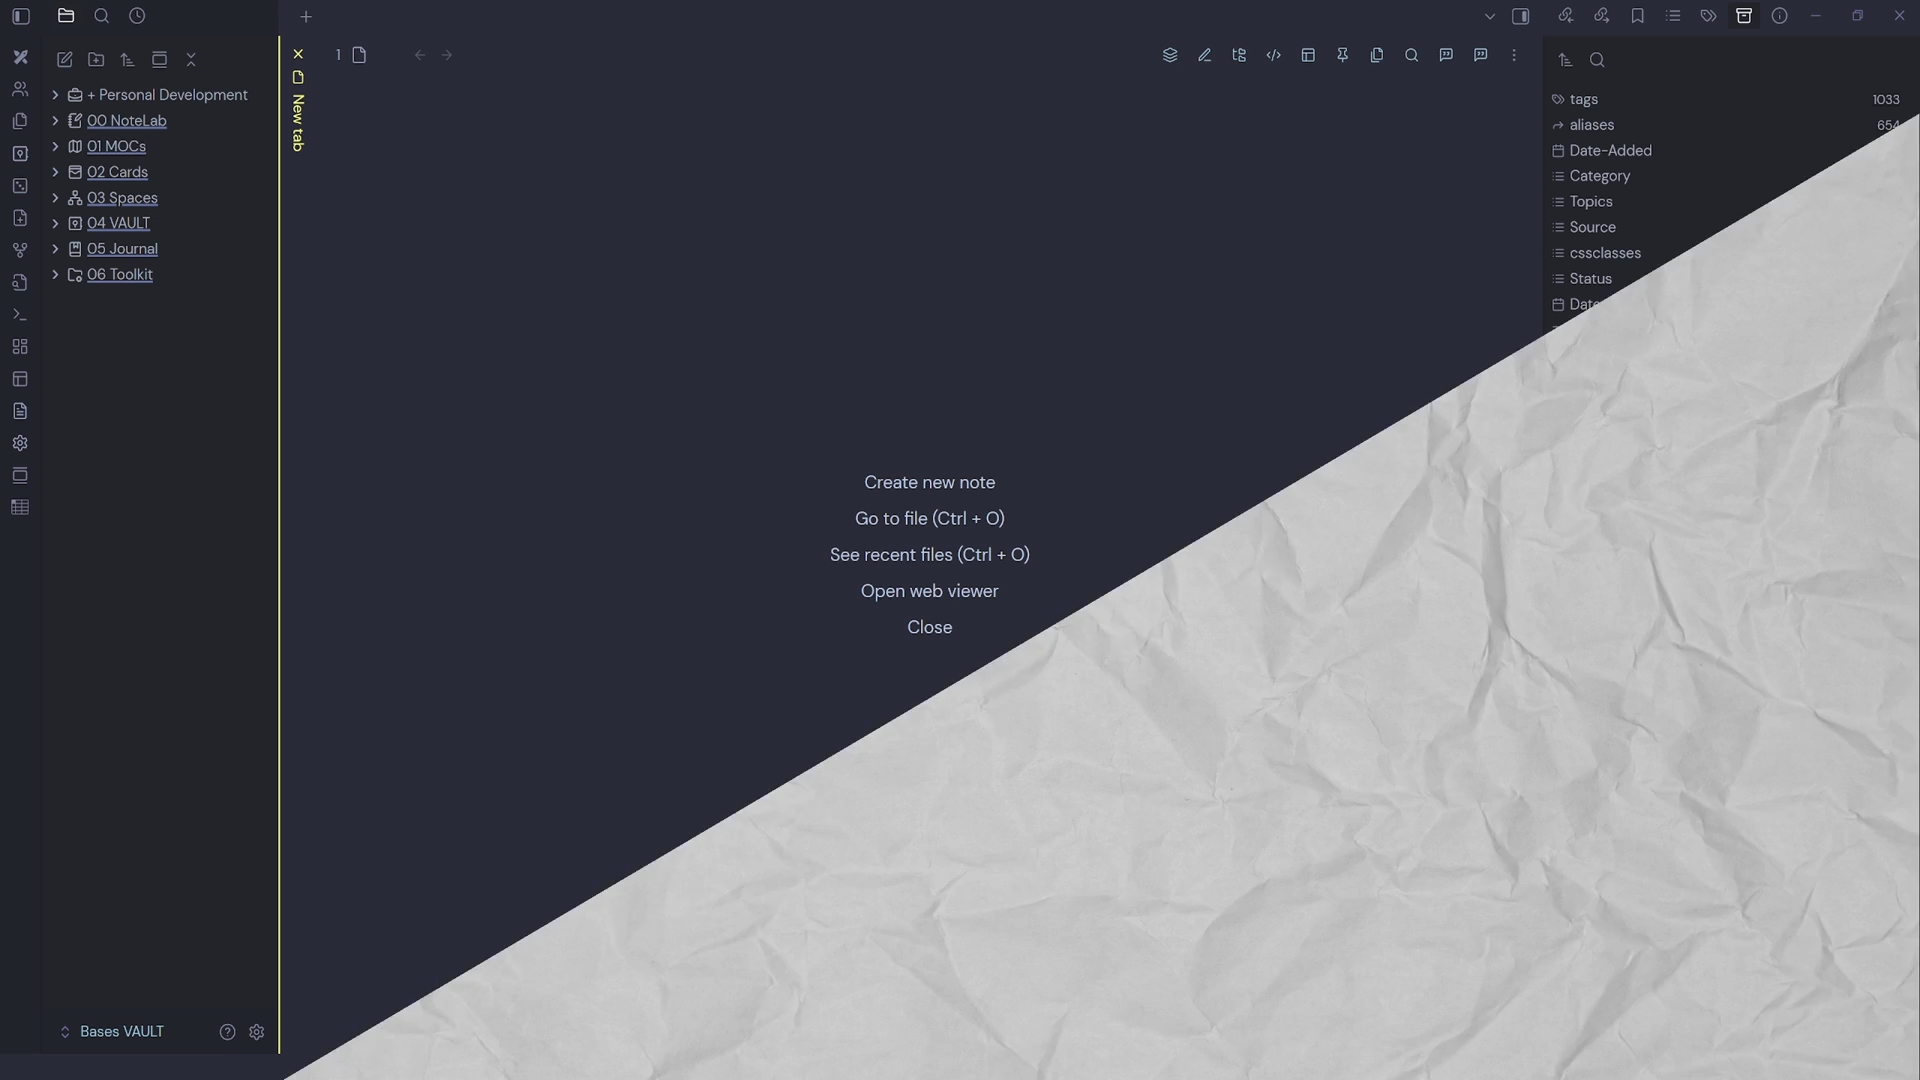 + Personal Development
00 NoteLab
01 MOCs
02 Cards
03 Spaces
04 VAULT
05 Journal
06 Toolkit
Bases VAULT
New tab
1
Create new note
Go to file (Ctrl + O)
See recent files (Ctrl + O)
Open web viewer
Close
tags 1033
aliases 654
Date-Added
Category
Topics
Source
cssclasses
Status
Date